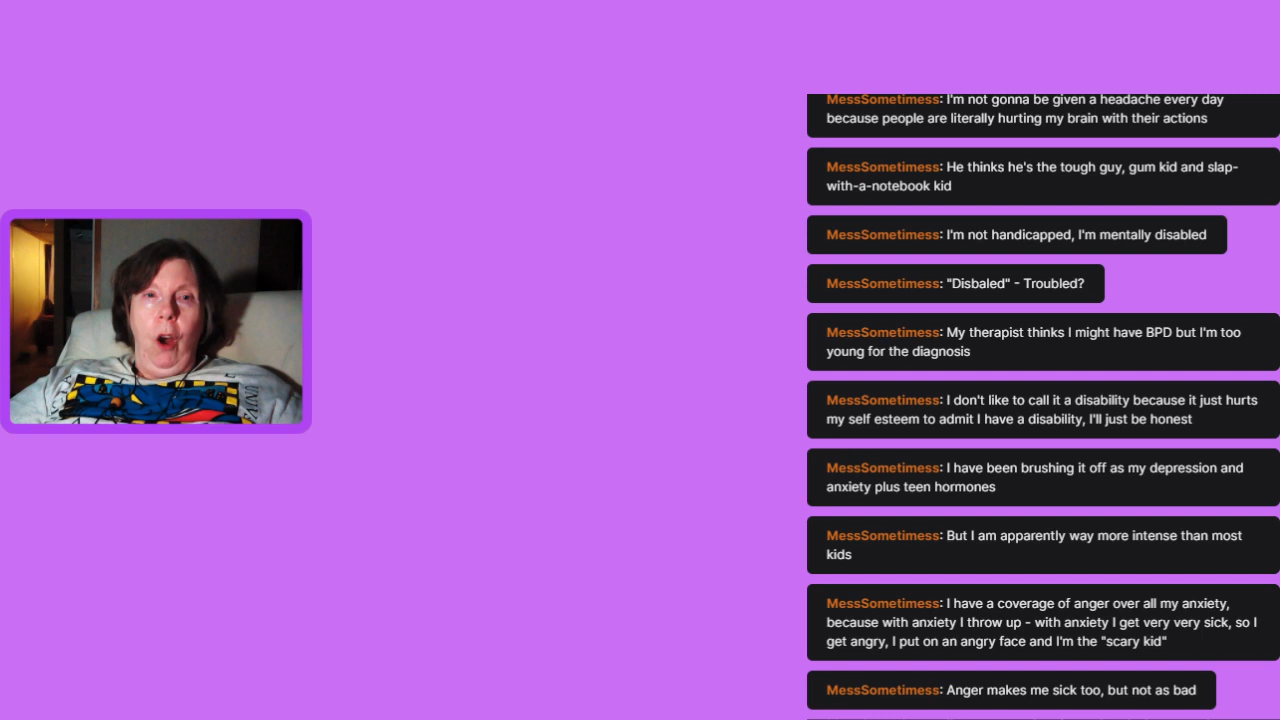 MessSometimess: I'm not gonna be given a headache every day
because people are literally hurting my brain with their actions
MessSometimess: He thinks he's the tough guy, gum kid and slap-
with-a-notebook kid
MessSometimess: I'm not handicapped, I'm mentally disabled
MessSometimess: "Disbaled" - Troubled?
MessSometimess: My therapist thinks I might have BPD but I'm too
young for the diagnosis
MessSometimess: I don't like to call it a disability because it just hurts
my self esteem to admit I have a disability, I'll just be honest
MessSometimess: I have been brushing it off as my depression and
anxiety plus teen hormones
MessSometimess: But I am apparently way more intense than most
kids
MessSometimess: I have a coverage of anger over all my anxiety,
because with anxiety I throw up - with anxiety I get very very sick, so I
get angry, I put on an angry face and I'm the "scary kid"
MessSometimess: Anger makes me sick too, but not as bad